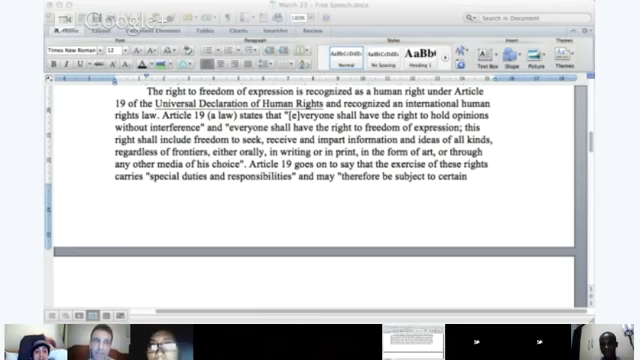 March 23 - Free Speech.docx
Google+
Search in Document
Home Layout Document Elements Tables Charts SmartArt Review
Font Paragraph Styles Insert Themes
Times New Roman 12
AaBbCcDdEe AaBbCcDdEe AaBb(
Normal No Spacing Heading 1 Text Box Shape Picture Themes
The right to freedom of expression is recognized as a human right under Article
19 of the Universal Declaration of Human Rights and recognized an international human
rights law. Article 19 (a law) states that "[e]veryone shall have the right to hold opinions
without interference" and "everyone shall have the right to freedom of expression; this
right shall include freedom to seek, receive and impart information and ideas of all kinds,
regardless of frontiers, either orally, in writing or in print, in the form of art, or through
any other media of his choice". Article 19 goes on to say that the exercise of these rights
carries "special duties and responsibilities" and may "therefore be subject to certain